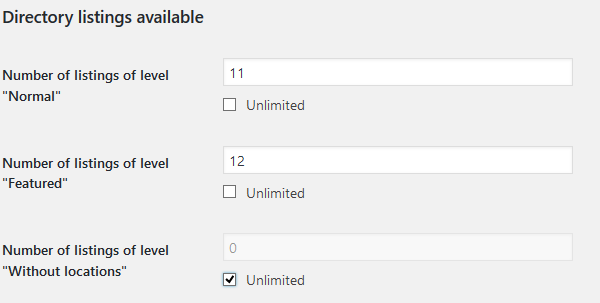 Directory listings available
Number of listings of level
"Normal"
11
Unlimited
Number of listings of level
"Featured"
12
Unlimited
Number of listings of level
"Without locations"
0
Unlimited